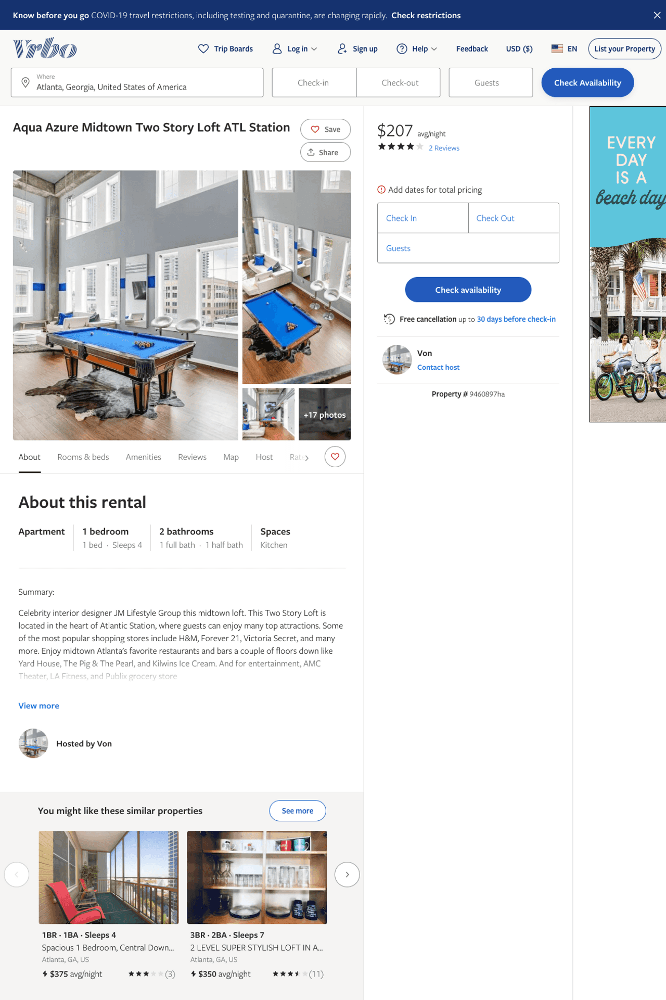 Know before you go COVID-19 travel restrictions, including testing and quarantine, are changing rapidly. Check restrictions
Vrbo
Trip Boards
Log in
Sign up
Help
Feedback
USD ($)
EN
List your Property
Where
Atlanta, Georgia, United States of America
Check-in
Check-out
Guests
Check Availability
Aqua Azure Midtown Two Story Loft ATL Station
Save
Share
+17 photos
$207 avg/night
2 Reviews
Add dates for total pricing
Check In
Check Out
Guests
Check availability
Free cancellation up to 30 days before check-in
Von
Contact host
Property # 9460897ha
EVERY
DAY
IS A
beach day
About
Rooms & beds
Amenities
Reviews
Map
Host
Rate
About this rental
Apartment
1 bedroom
1 bed · Sleeps 4
2 bathrooms
1 full bath · 1 half bath
Spaces
Kitchen
Summary:
Celebrity interior designer JM Lifestyle Group this midtown loft. This Two Story Loft is
located in the heart of Atlantic Station, where guests can enjoy many top attractions. Some
of the most popular shopping stores include H&M, Forever 21, Victoria Secret, and many
more. Enjoy midtown Atlanta's favorite restaurants and bars a couple of floors down like
Yard House, The Pig & The Pearl, and Kilwins Ice Cream. And for entertainment, AMC
Theater, LA Fitness, and Publix grocery store
View more
Hosted by Von
You might like these similar properties
See more
1BR · 1BA · Sleeps 4
Spacious 1 Bedroom, Central Down...
Atlanta, GA, US
$375 avg/night
(3)
3BR · 2BA · Sleeps 7
2 LEVEL SUPER STYLISH LOFT IN A...
Atlanta, GA, US
$350 avg/night
(11)